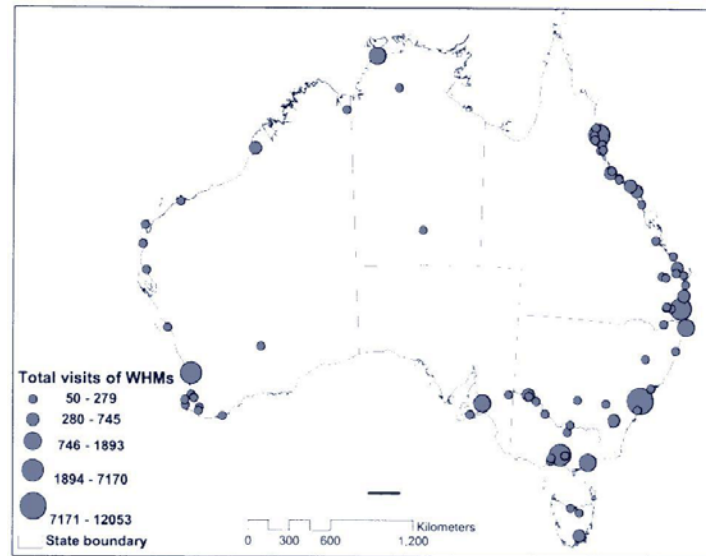 Total visits of WHMs
50 - 279
280 - 745
746 - 1893
1894 - 7170
7171 - 12053
State boundary
Kilometers
0 300 600 1,200